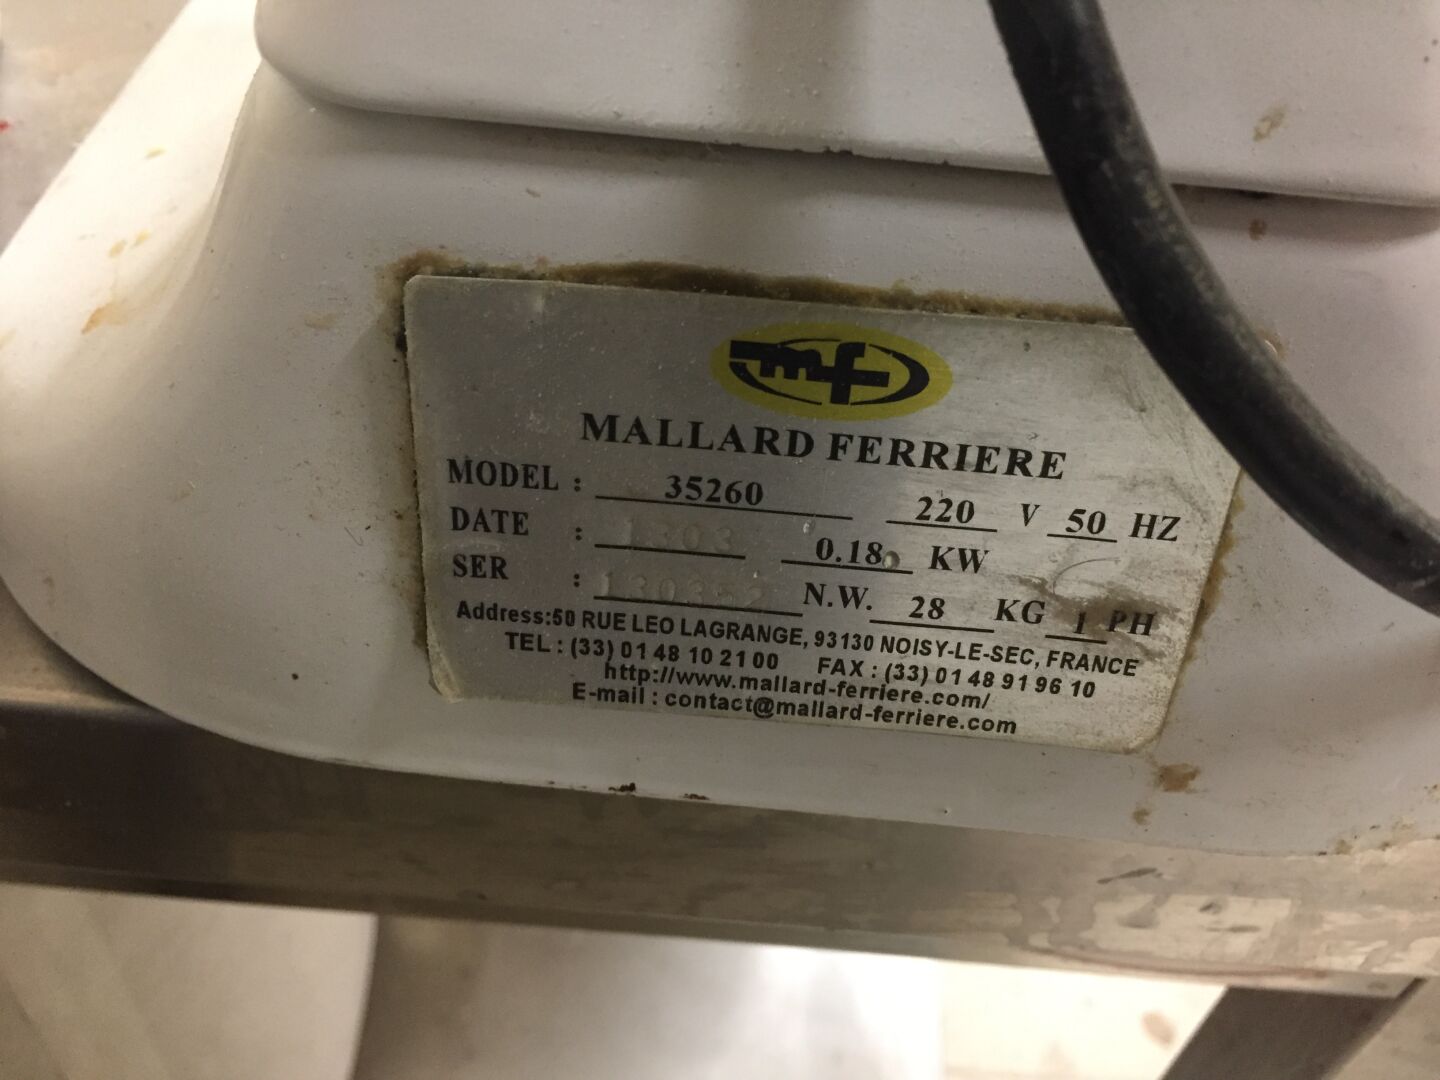 mf
MALLARD FERRIERE
MODEL : 35260 220 V 50 HZ
DATE : 1303 0.18 KW
SER : N.W. 28 KG 1 PH
Address:50 RUE LEO LAGRANGE, 93130 NOISY-LE-SEC, FRANCE
TEL : (33) 01 48 10 21 00 FAX : (33) 01 48 91 96 10
http://www.mallard-ferriere.com/
E-mail : contact@mallard-ferriere.com